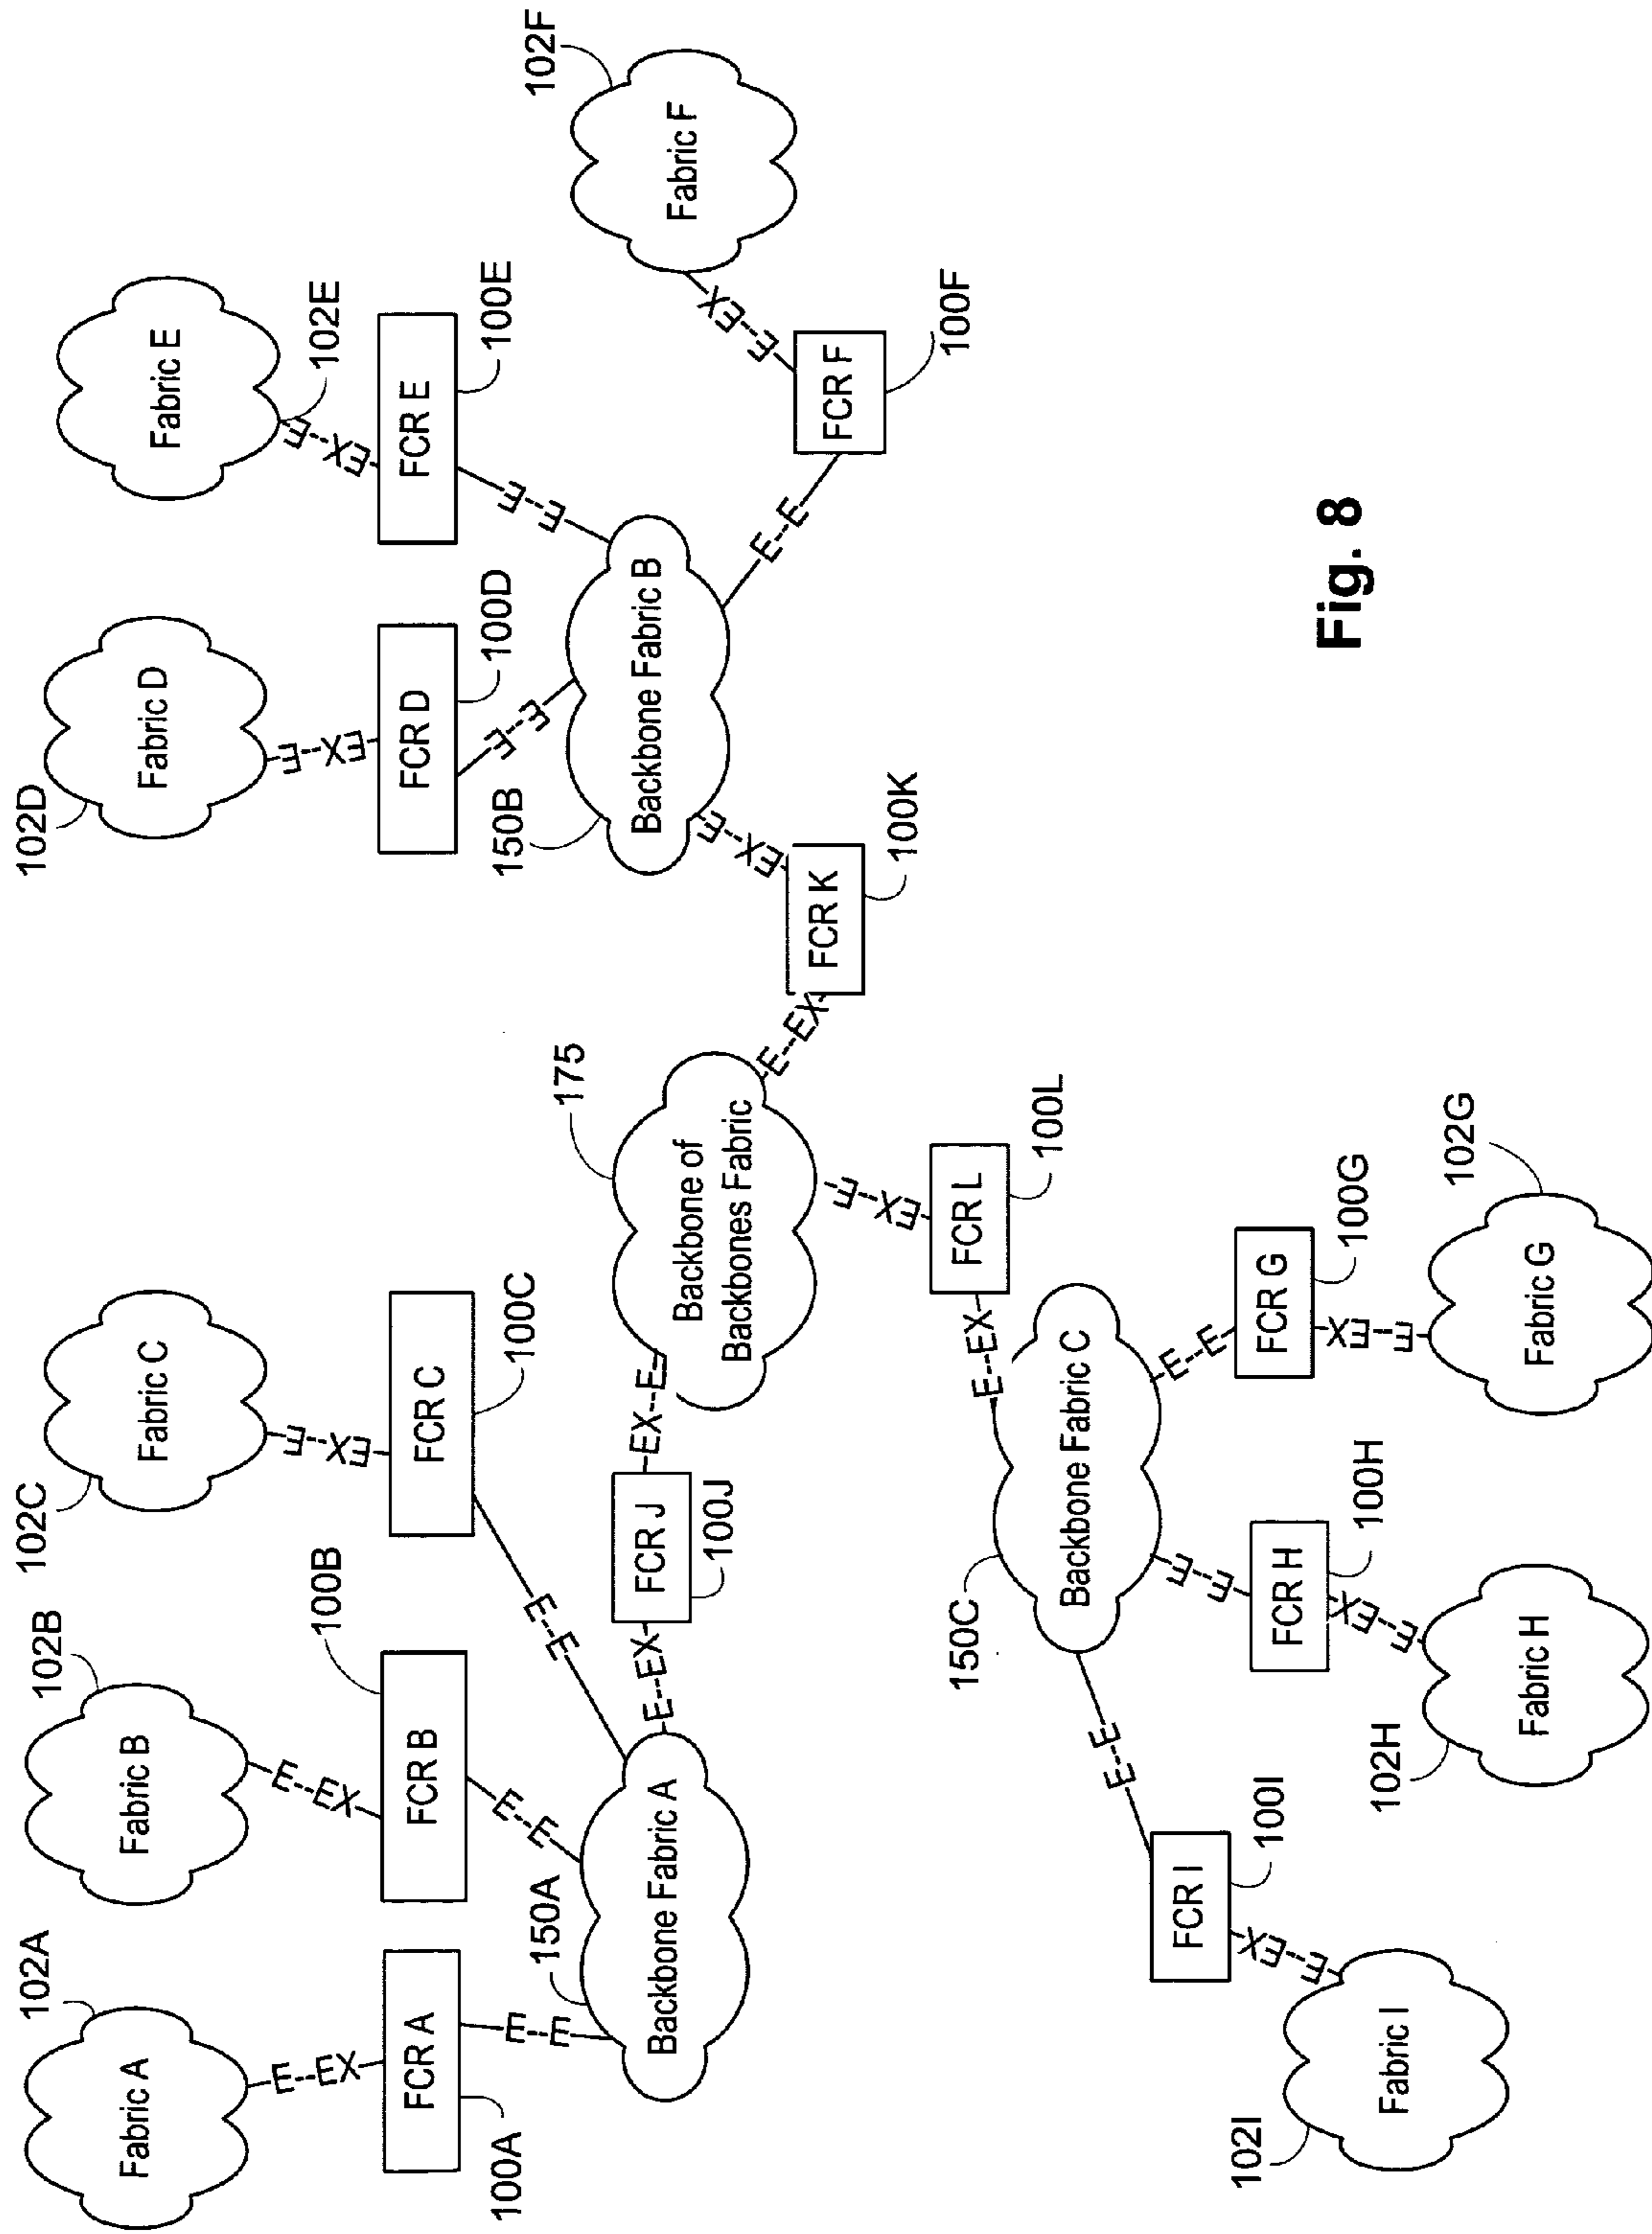 102A
Fabric A
E--EX
FCR A
100A
E--E
102B
Fabric B
E--EX
FCR B
100B
E--E
102C
Fabric C
E--EX
FCR C
100C
E--E
150A
Backbone Fabric A
E--EX
FCR J
100J
EX--E
175
Backbone of
Backbones Fabric
102D
Fabric D
E--EX
FCR D
100D
E--E
Fabric E
102E
E--EX
FCR E
100E
E--E
150B
Backbone Fabric B
E--EX
FCR K
100K
E--EX
102F
Fabric F
EX--E
FCR F
100F
E--E
E--EX
FCR L
100L
E--EX
150C
Backbone Fabric C
E--E
FCR I
100I
EX--E
102I
Fabric I
E--E
FCR H
100H
EX--E
102H
Fabric H
E--E
FCR G
100G
EX--E
102G
Fabric G
Fig. 8